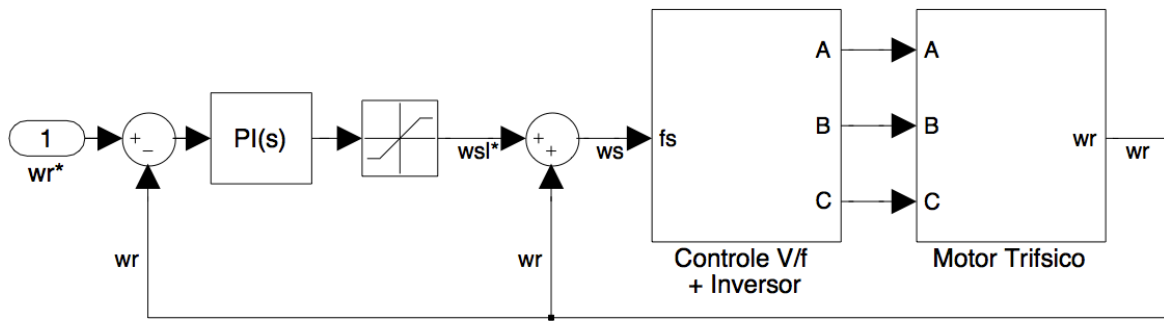 1
wr*
+
−
PI(s)
wsl*
+
+
ws
fs
A
B
C
Controle V/f
+ Inversor
A
B
C
wr
Motor Trifsico
wr
wr
wr